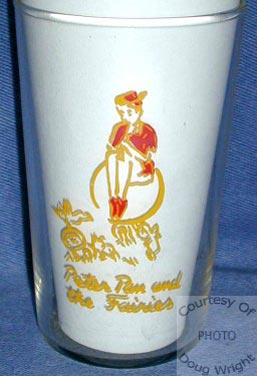 Peter Pan and
the Fairies
Courtesy Of
PHOTO
Doug Wright